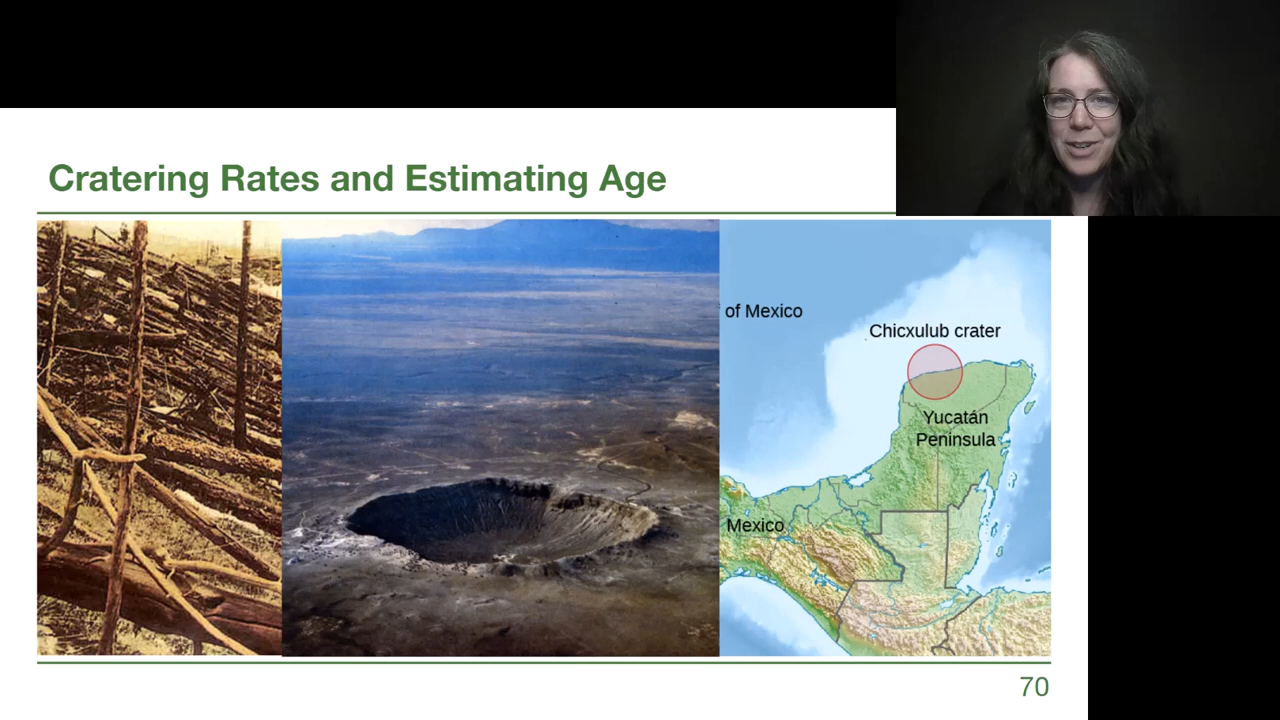 Cratering Rates and Estimating Age
of Mexico
Chicxulub crater
Yucatán
Peninsula
Mexico
70